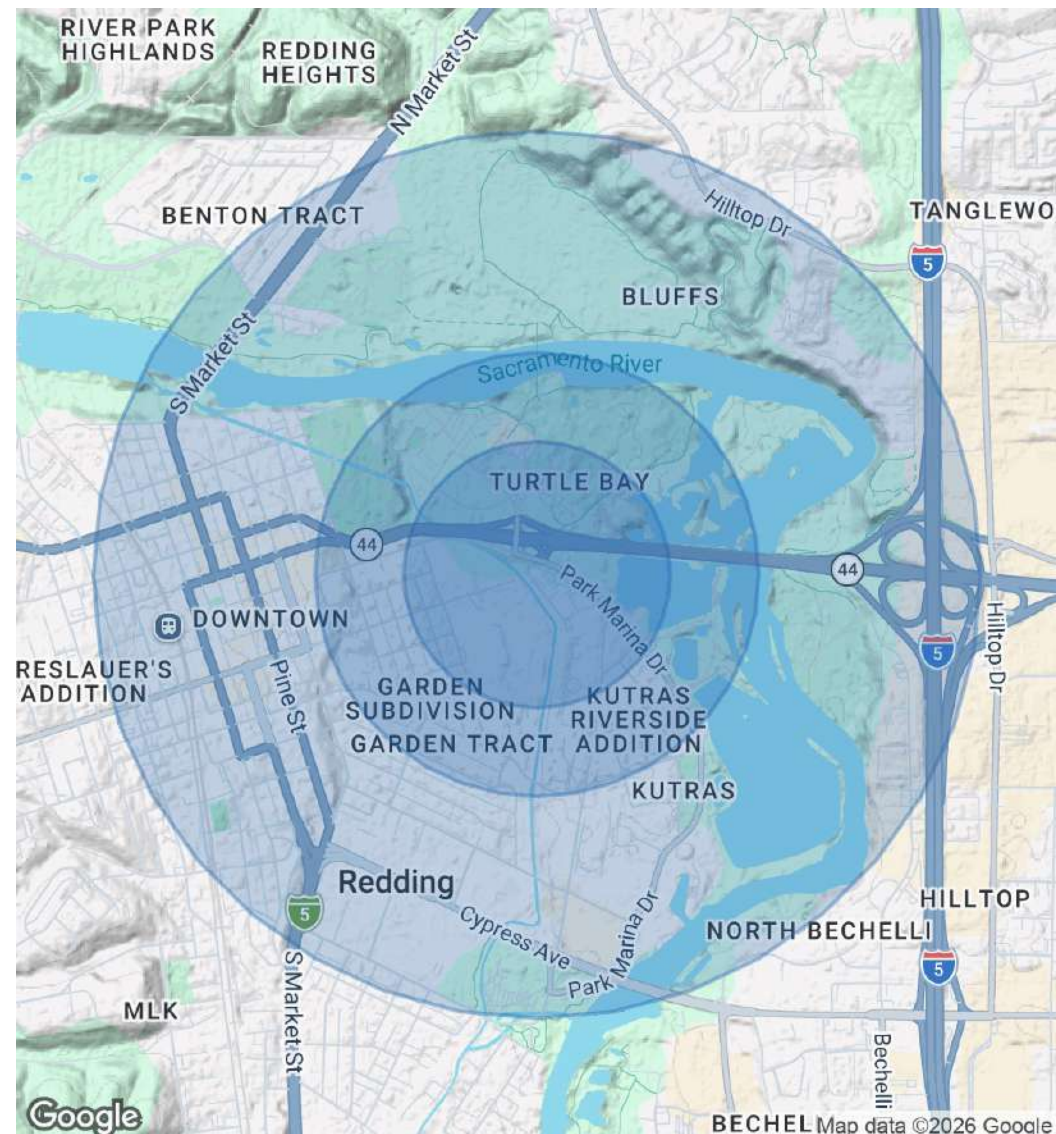 RIVER PARK
HIGHLANDS
REDDING
HEIGHTS
N Market St
BENTON TRACT
Hilltop Dr
TANGLEWO
5
BLUFFS
S Market St
Sacramento River
TURTLE BAY
44
44
Park Marina Dr
DOWNTOWN
Hilltop Dr
5
RESLAUER'S
ADDITION
Pine St
GARDEN
SUBDIVISION
GARDEN TRACT
KUTRAS
RIVERSIDE
ADDITION
KUTRAS
Redding
5
Cypress Ave
Park Marina Dr
HILLTOP
NORTH BECHELLI
5
S Market St
MLK
Bechelli
Google
BECHEL
Map data ©2026 Google